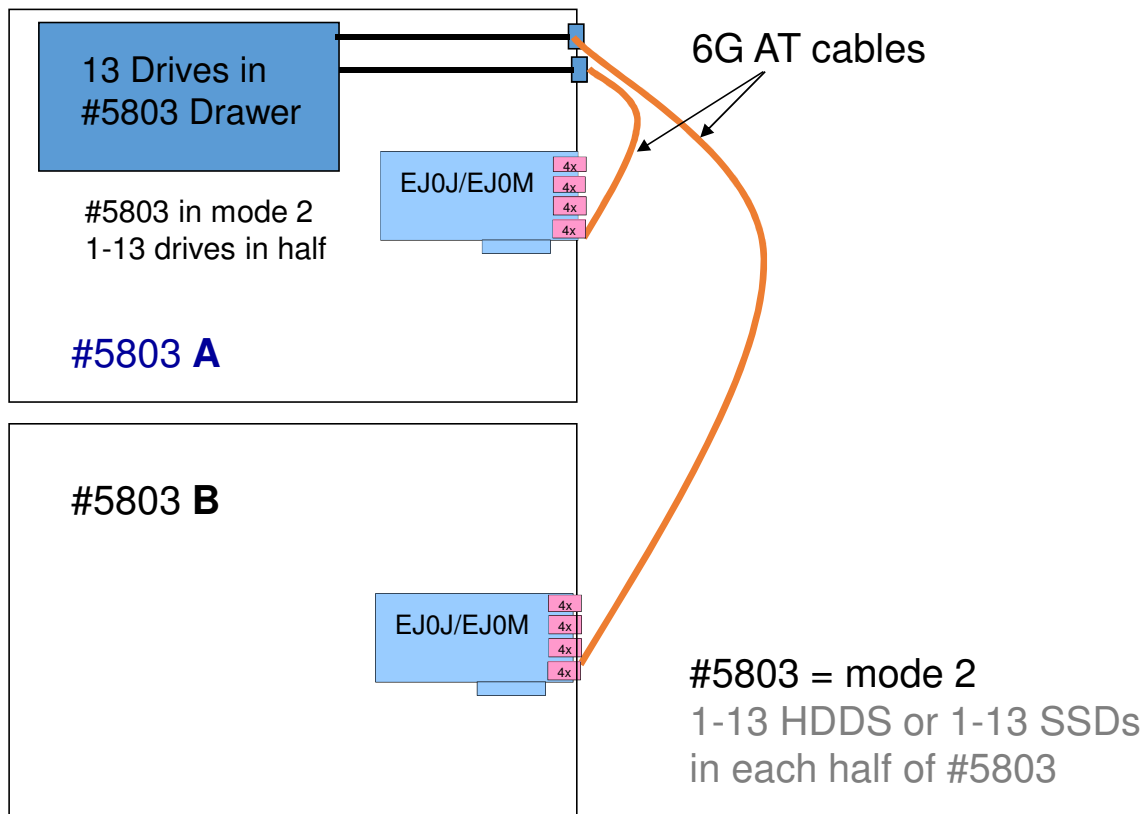 13 Drives in
#5803 Drawer
6G AT cables
EJ0J/EJ0M
4x
4x
4x
4x
#5803 in mode 2
1-13 drives in half
#5803 A
#5803 B
EJ0J/EJ0M
4x
4x
4x
4x
#5803 = mode 2
1-13 HDDS or 1-13 SSDs
in each half of #5803